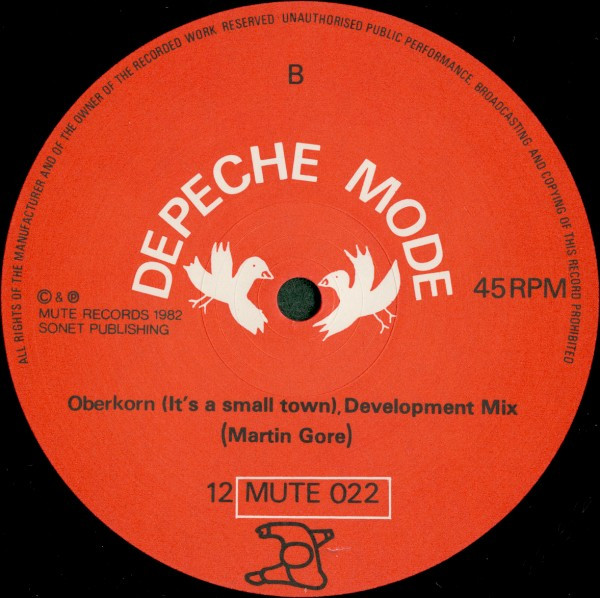 ALL RIGHTS OF THE MANUFACTURER AND OF THE OWNER OF THE RECORDED WORK RESERVED UNAUTHORISED PUBLIC PERFORMANCE, BROADCASTING AND COPYING OF THIS RECORD PROHIBITED
B
DEPECHE MODE
© & ℗
MUTE RECORDS 1982
SONET PUBLISHING
45 RPM
Oberkorn (It's a small town), Development Mix
(Martin Gore)
12 MUTE 022